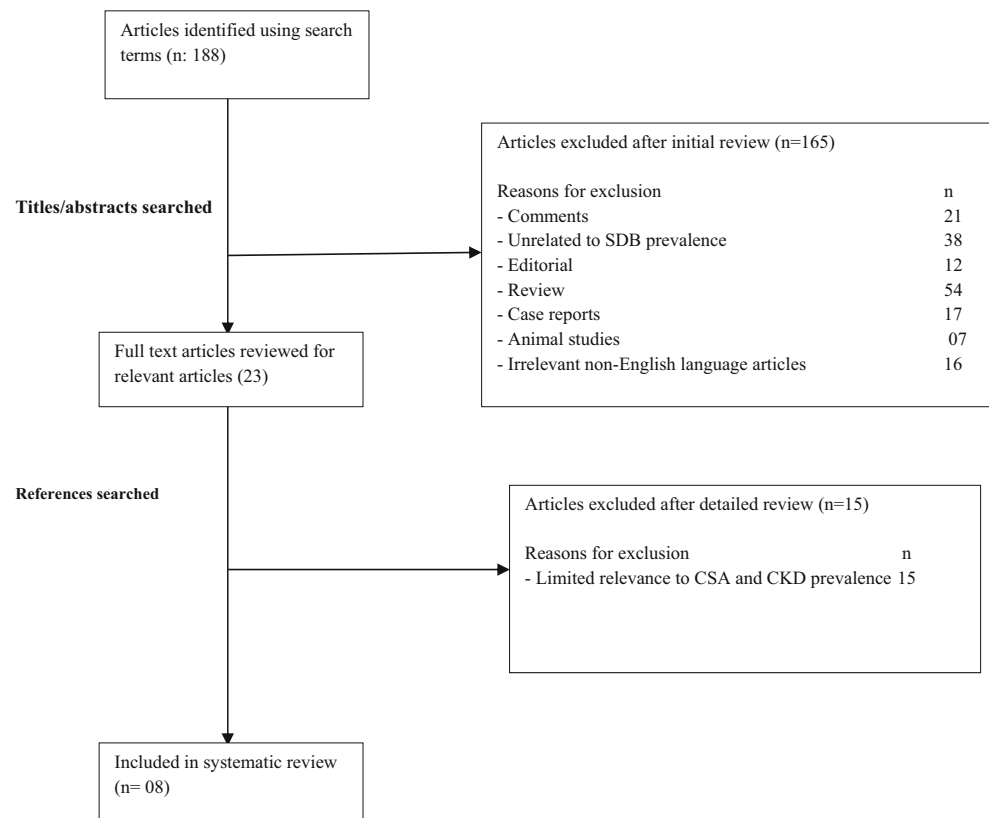 Articles identified using search
terms (n: 188)
Articles excluded after initial review (n=165)
Reasons for exclusion n
- Comments 21
- Unrelated to SDB prevalence 38
- Editorial 12
- Review 54
- Case reports 17
- Animal studies 07
- Irrelevant non-English language articles 16
Titles/abstracts searched
Full text articles reviewed for
relevant articles (23)
References searched
Articles excluded after detailed review (n=15)
Reasons for exclusion n
- Limited relevance to CSA and CKD prevalence 15
Included in systematic review
(n= 08)